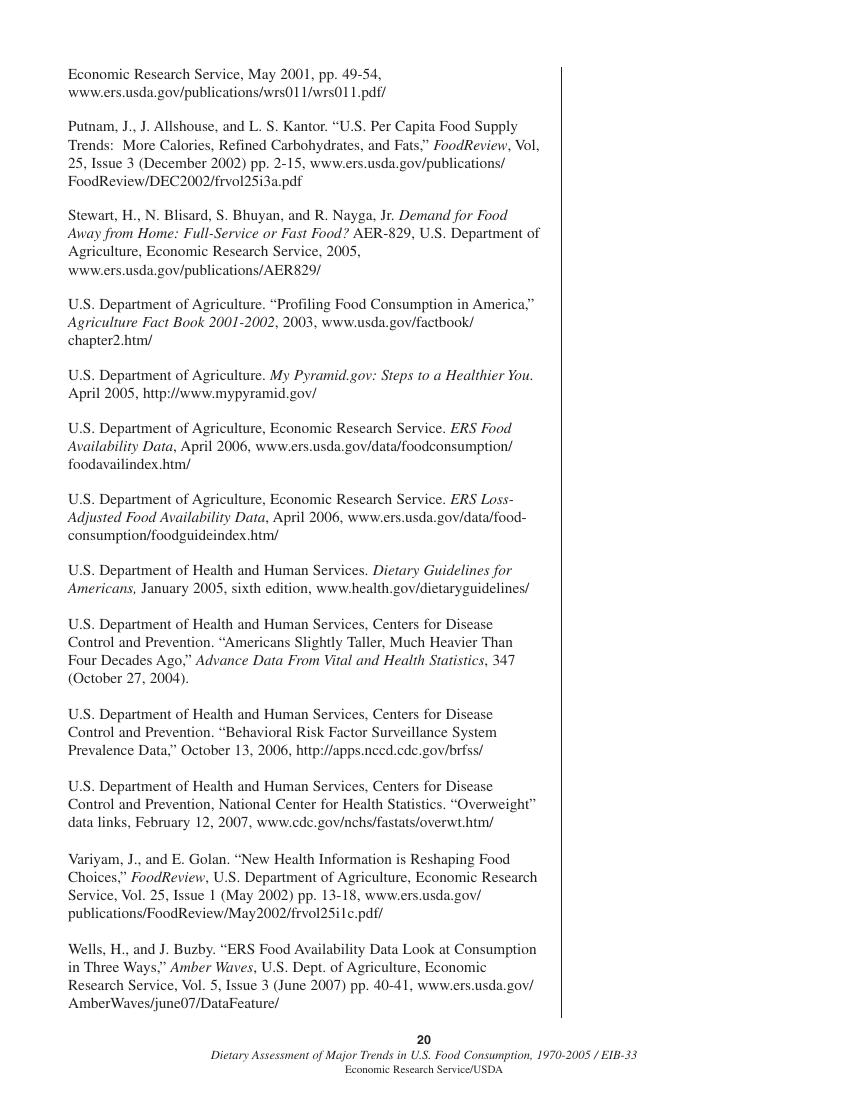 Economic Research Service, May 2001, pp. 49-54,
www.ers.usda.gov/publications/wrs011/wrs011.pdf/
Putnam, J., J. Allshouse, and L. S. Kantor. “U.S. Per Capita Food Supply
Trends:  More Calories, Refined Carbohydrates, and Fats,” FoodReview, Vol,
25, Issue 3 (December 2002) pp. 2-15, www.ers.usda.gov/publications/
FoodReview/DEC2002/frvol25i3a.pdf
Stewart, H., N. Blisard, S. Bhuyan, and R. Nayga, Jr. Demand for Food
Away from Home: Full-Service or Fast Food? AER-829, U.S. Department of
Agriculture, Economic Research Service, 2005,
www.ers.usda.gov/publications/AER829/
U.S. Department of Agriculture. “Profiling Food Consumption in America,”
Agriculture Fact Book 2001-2002, 2003, www.usda.gov/factbook/
chapter2.htm/
U.S. Department of Agriculture. My Pyramid.gov: Steps to a Healthier You.
April 2005, http://www.mypyramid.gov/
U.S. Department of Agriculture, Economic Research Service. ERS Food
Availability Data, April 2006, www.ers.usda.gov/data/foodconsumption/
foodavailindex.htm/
U.S. Department of Agriculture, Economic Research Service. ERS Loss-
Adjusted Food Availability Data, April 2006, www.ers.usda.gov/data/food-
consumption/foodguideindex.htm/
U.S. Department of Health and Human Services. Dietary Guidelines for
Americans, January 2005, sixth edition, www.health.gov/dietaryguidelines/
U.S. Department of Health and Human Services, Centers for Disease
Control and Prevention. “Americans Slightly Taller, Much Heavier Than
Four Decades Ago,” Advance Data From Vital and Health Statistics, 347
(October 27, 2004).
U.S. Department of Health and Human Services, Centers for Disease
Control and Prevention. “Behavioral Risk Factor Surveillance System
Prevalence Data,” October 13, 2006, http://apps.nccd.cdc.gov/brfss/
U.S. Department of Health and Human Services, Centers for Disease
Control and Prevention, National Center for Health Statistics. “Overweight”
data links, February 12, 2007, www.cdc.gov/nchs/fastats/overwt.htm/
Variyam, J., and E. Golan. “New Health Information is Reshaping Food
Choices,” FoodReview, U.S. Department of Agriculture, Economic Research
Service, Vol. 25, Issue 1 (May 2002) pp. 13-18, www.ers.usda.gov/
publications/FoodReview/May2002/frvol25i1c.pdf/
Wells, H., and J. Buzby. “ERS Food Availability Data Look at Consumption
in Three Ways,” Amber Waves, U.S. Dept. of Agriculture, Economic
Research Service, Vol. 5, Issue 3 (June 2007) pp. 40-41, www.ers.usda.gov/
AmberWaves/june07/DataFeature/
20
Dietary Assessment of Major Trends in U.S. Food Consumption, 1970-2005 / EIB-33
Economic Research Service/USDA